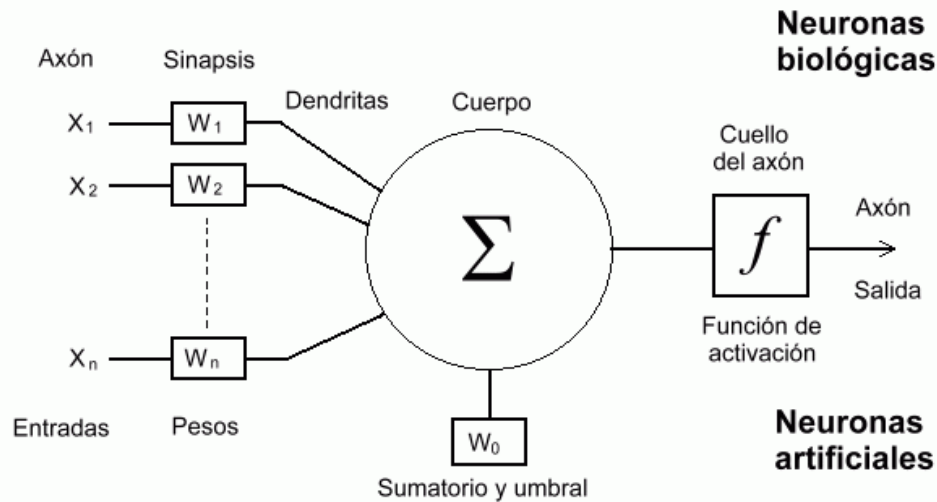 Neuronas
biológicas
Axón
Sinapsis
Dendritas
Cuerpo
Cuello
del axón
X₁
W₁
X₂
W₂
Xₙ
Wₙ
Σ
f
Axón
Salida
Función de
activación
Entradas
Pesos
W₀
Sumatorio y umbral
Neuronas
artificiales